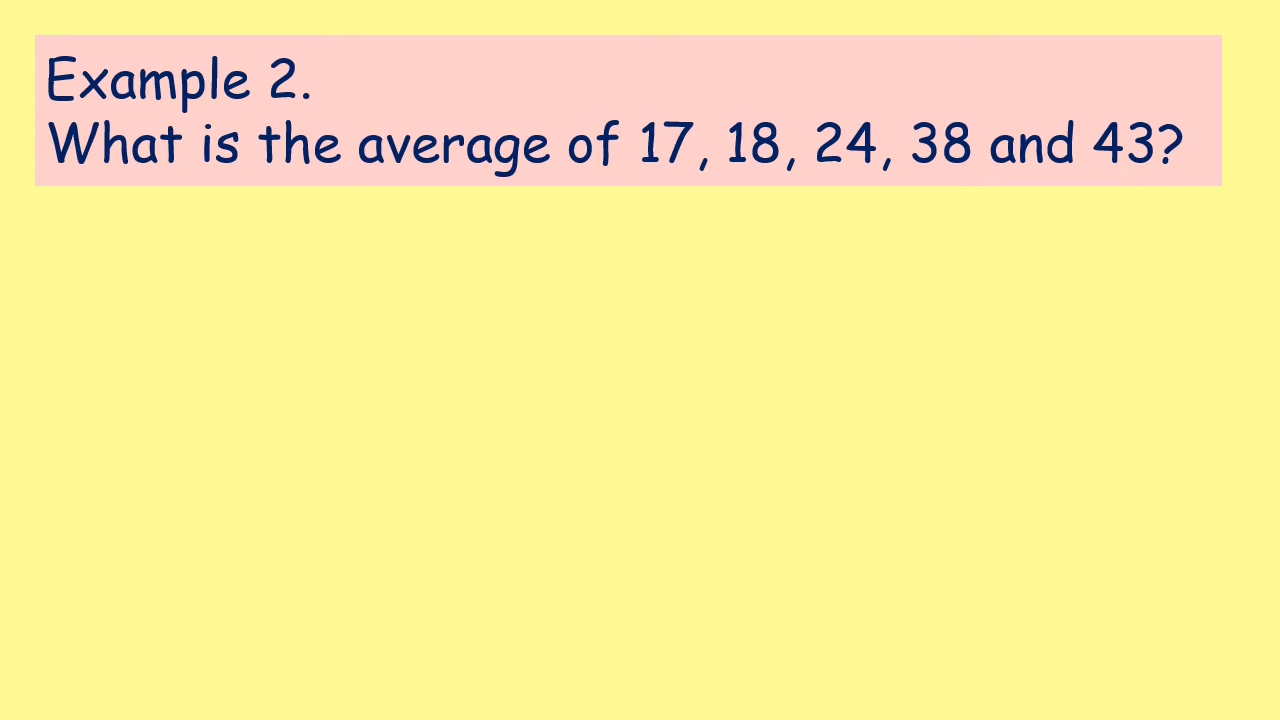 Example 2.
What is the average of 17, 18, 24, 38 and 43?